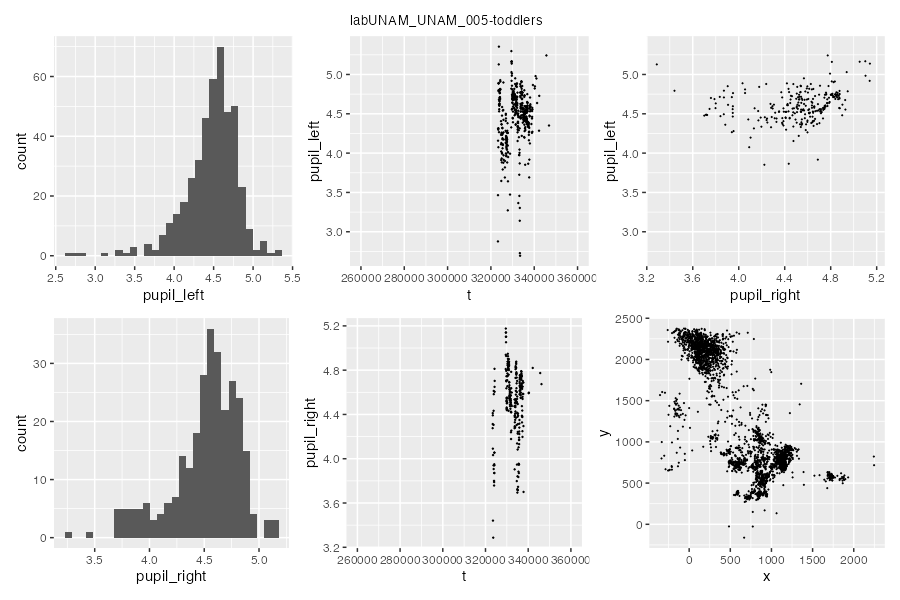 labUNAM_UNAM_005-toddlers
count
60
40
20
0
2.5 3.0 3.5 4.0 4.5 5.0 5.5
pupil_left
pupil_left
5.0
4.5
4.0
3.5
3.0
260000 280000 300000 320000 340000 360000
t
pupil_left
5.0
4.5
4.0
3.5
3.0
3.2 3.6 4.0 4.4 4.8 5.2
pupil_right
count
30
20
10
0
3.5 4.0 4.5 5.0
pupil_right
pupil_right
5.2
4.8
4.4
4.0
3.6
3.2
260000 280000 300000 320000 340000 360000
t
y
2500
2000
1500
1000
500
0
0 500 1000 1500 2000
x